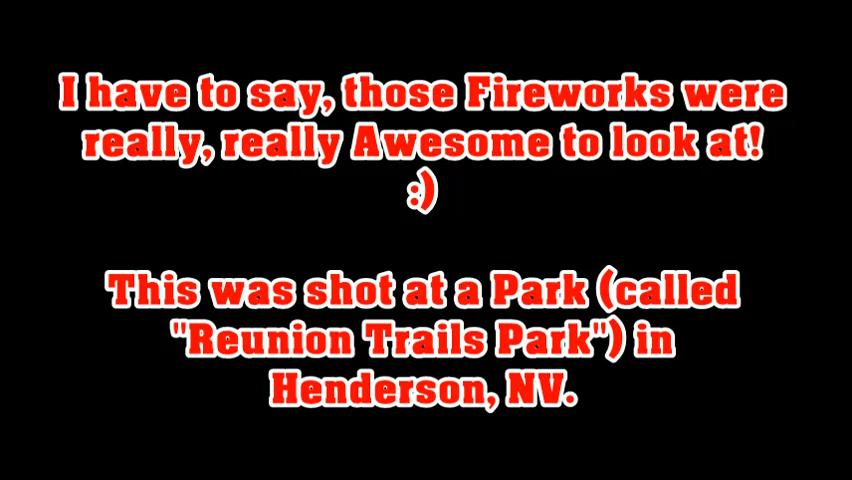 I have to say, those Fireworks were
really, really Awesome to look at!
:)
This was shot at a Park (called
"Reunion Trails Park") in
Henderson, NV.